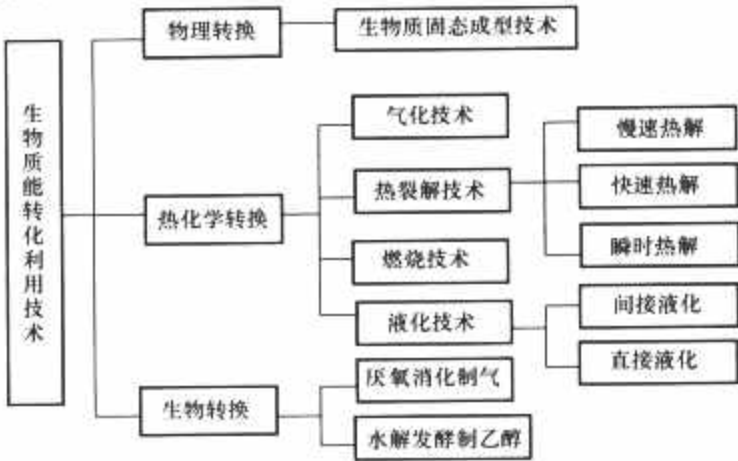 生物质能转化利用技术
物理转换
生物质固态成型技术
热化学转换
气化技术
热裂解技术
慢速热解
快速热解
瞬时热解
燃烧技术
液化技术
间接液化
直接液化
生物转换
厌氧消化制气
水解发酵制乙醇